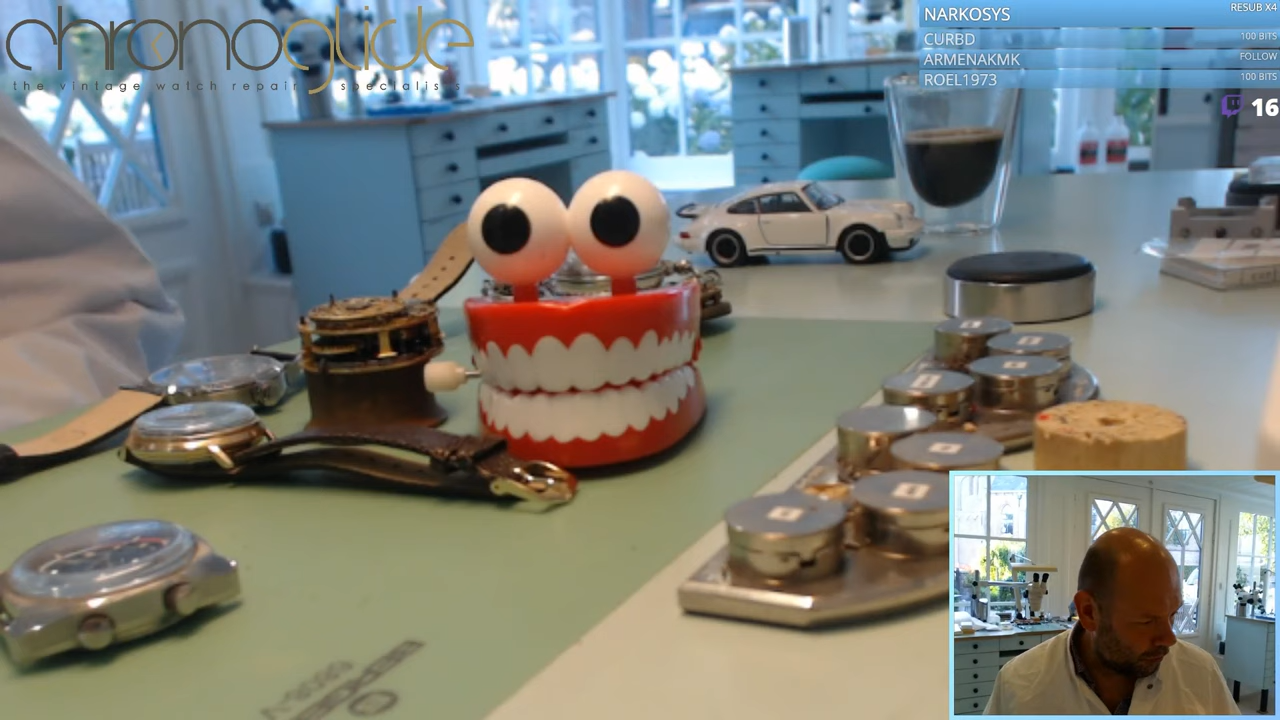 chronoglide
the vintage watch repair specialists
NARKOSYS RESUB X4
CURBD 100 BITS
ARMENAKMK FOLLOW
ROEL1973 100 BITS
16